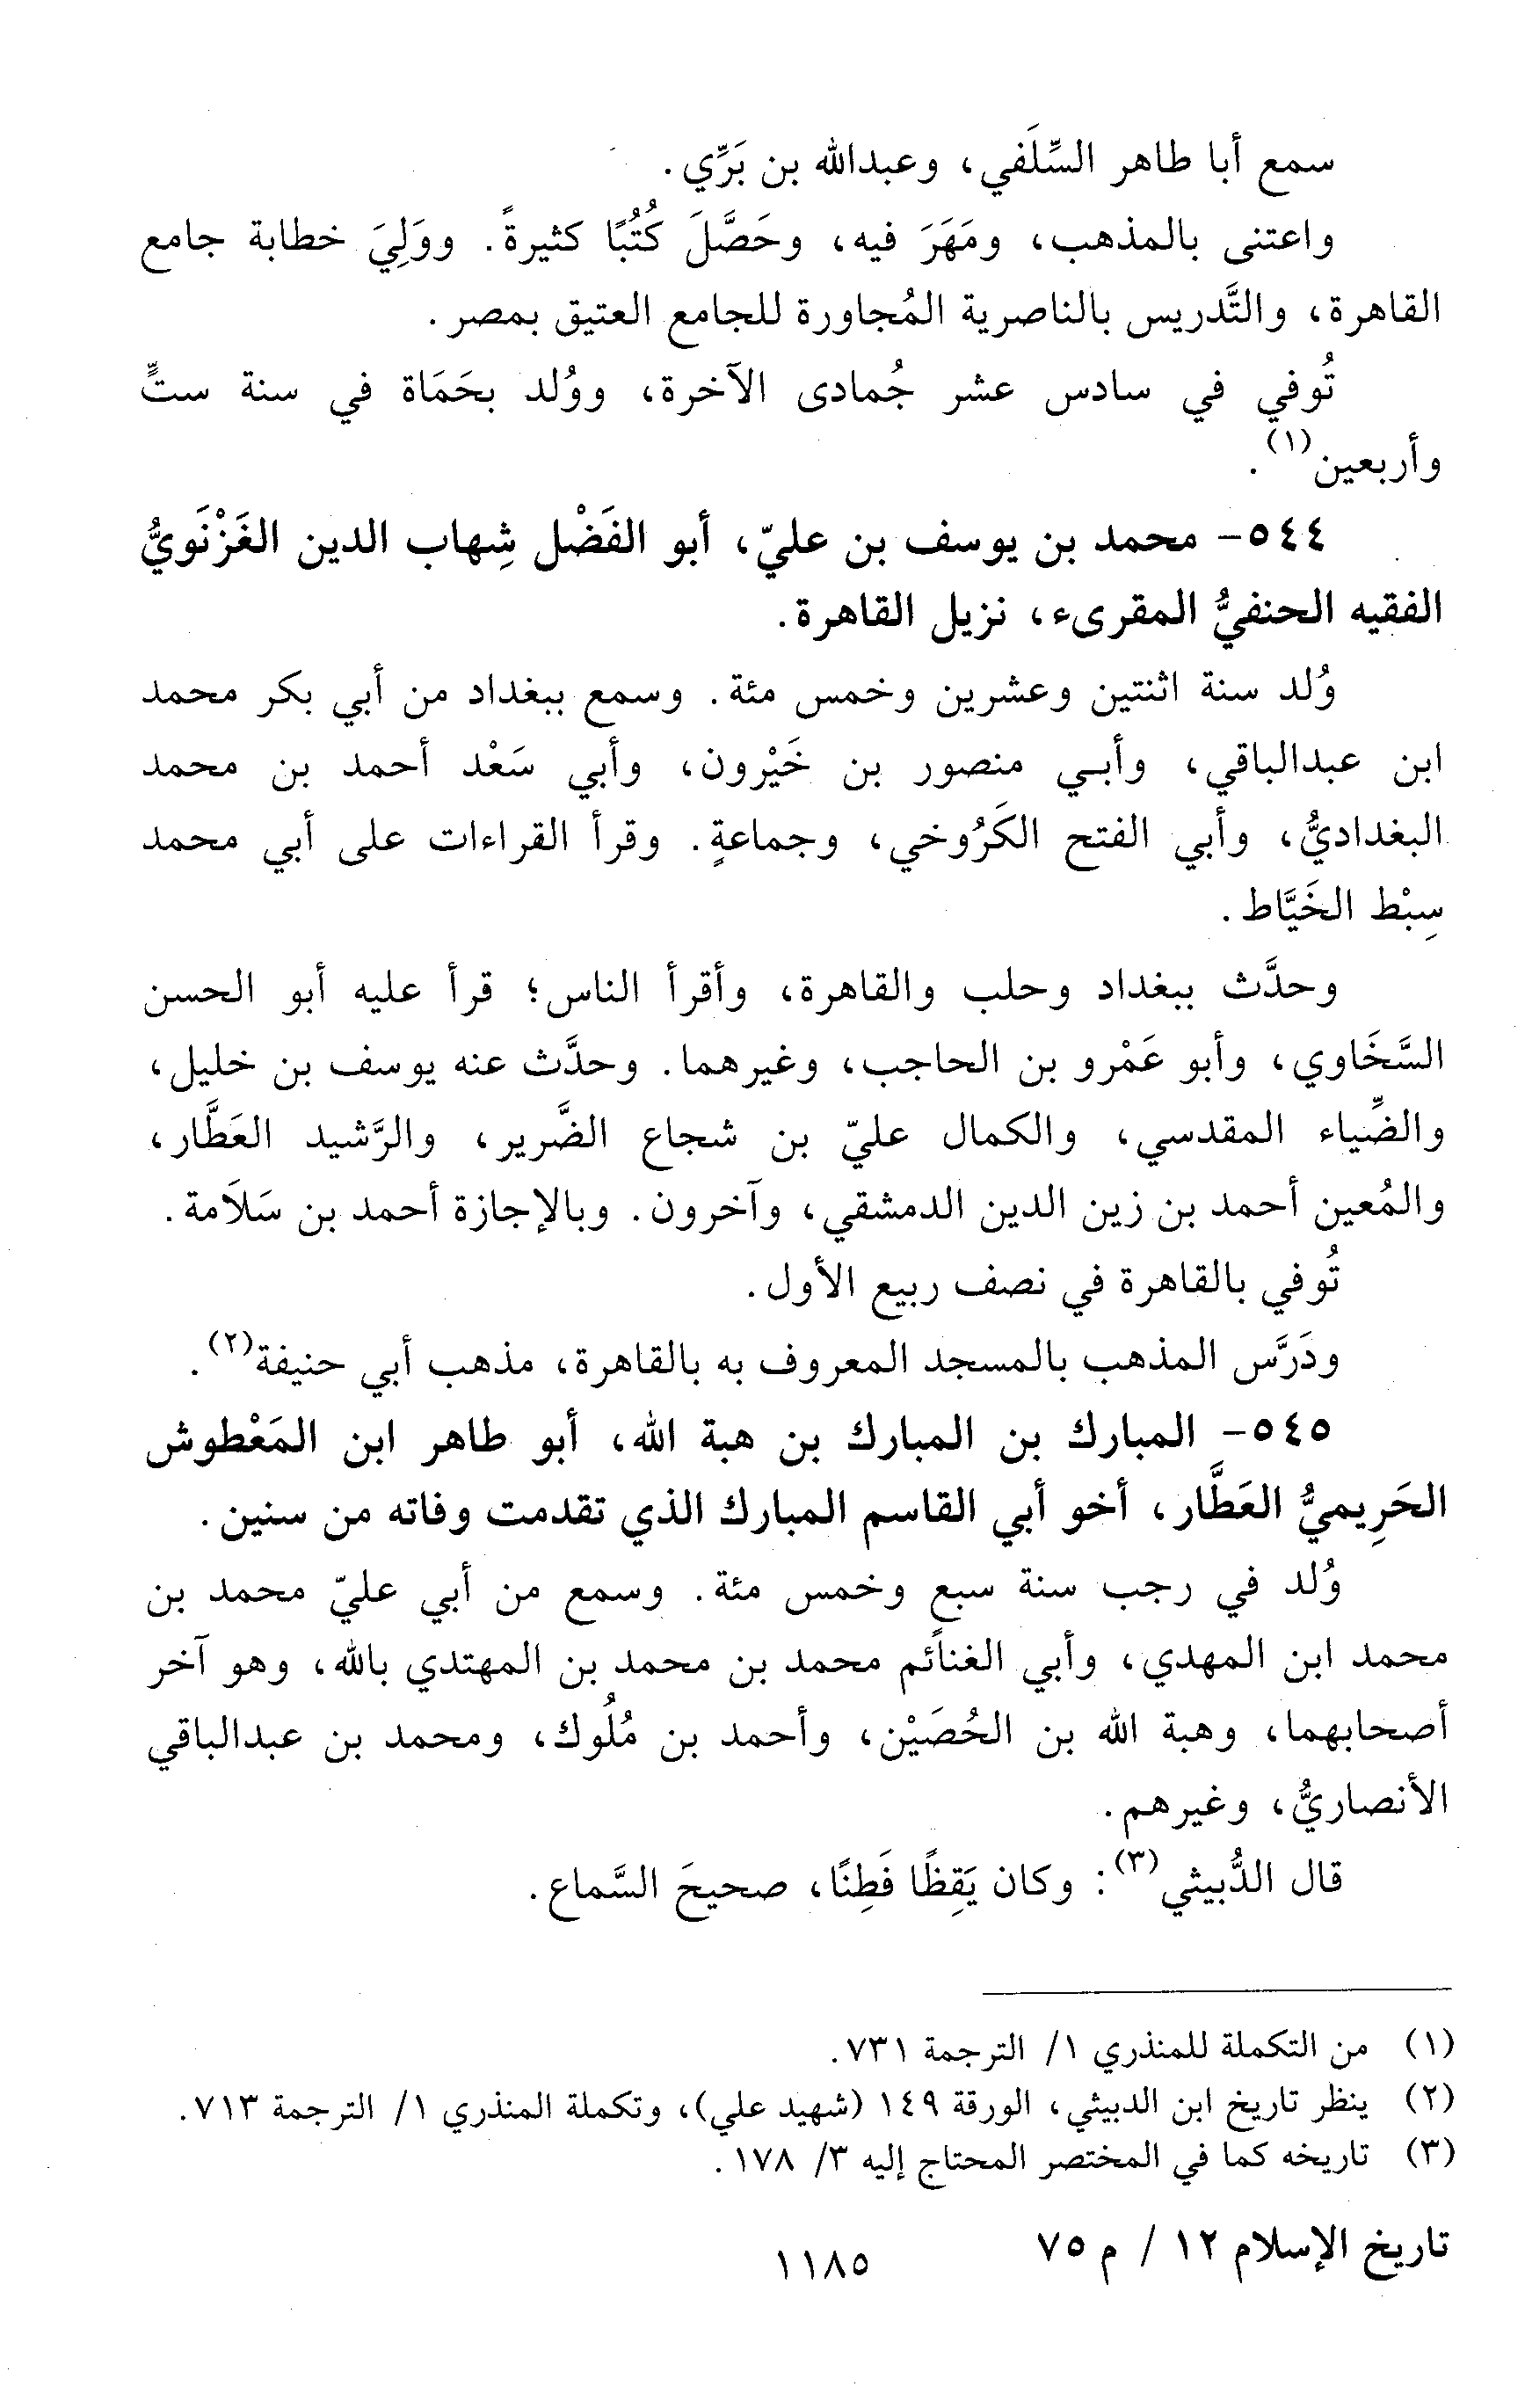 سمع أبا طاهر السِّلَفي، وعبدالله بن بَرِّي.
واعتنى بالمذهب، ومَهَرَ فيه، وحَصَّلَ كُتُبًا كثيرةً. ووَلِيَ خطابة جامع
القاهرة، والتَّدريس بالناصرية المُجاورة للجامع العتيق بمصر.
تُوفي في سادس عشر جُمادى الآخرة، ووُلد بحَمَاة في سنة ستٍّ
وأربعين(١).
٥٤٤- محمد بن يوسف بن عليّ، أبو الفَضْل شِهاب الدين الغَزْنَويُّ
الفقيه الحنفيُّ المقرىء، نزيل القاهرة.
وُلد سنة اثنتين وعشرين وخمس مئة. وسمع ببغداد من أبي بكر محمد
ابن عبدالباقي، وأبي منصور بن خَيْرون، وأبي سَعْد أحمد بن محمد
البغداديُّ، وأبي الفتح الكَرُوخي، وجماعةٍ. وقرأ القراءات على أبي محمد
سِبْط الخَيَّاط.
وحدَّث ببغداد وحلب والقاهرة، وأقرأ الناس؛ قرأ عليه أبو الحسن
السَّخَاوي، وأبو عَمْرو بن الحاجب، وغيرهما. وحدَّث عنه يوسف بن خليل،
والضِّياء المقدسي، والكمال عليّ بن شجاع الضَّرير، والرَّشيد العَطَّار،
والمُعين أحمد بن زين الدين الدمشقي، وآخرون. وبالإجازة أحمد بن سَلاَمة.
تُوفي بالقاهرة في نصف ربيع الأول.
ودَرَّس المذهب بالمسجد المعروف به بالقاهرة، مذهب أبي حنيفة(٢).
٥٤٥- المبارك بن المبارك بن هبة الله، أبو طاهر ابن المَعْطوش
الحَرِيميُّ العَطَّار، أخو أبي القاسم المبارك الذي تقدمت وفاته من سنين.
وُلد في رجب سنة سبع وخمس مئة. وسمع من أبي عليّ محمد بن
محمد ابن المهدي، وأبي الغنائم محمد بن محمد بن المهتدي بالله، وهو آخر
أصحابهما، وهبة الله بن الحُصَيْن، وأحمد بن مُلُوك، ومحمد بن عبدالباقي
الأنصاريُّ، وغيرهم.
قال الدُّبيثي(٣): وكان يَقِظًا فَطِنًا، صحيحَ السَّماع.
(١) من التكملة للمنذري ١/ الترجمة ٧٣١.
(٢) ينظر تاريخ ابن الدبيثي، الورقة ١٤٩ (شهيد علي)، وتكملة المنذري ١/ الترجمة ٧١٣.
(٣) تاريخه كما في المختصر المحتاج إليه ٣/ ١٧٨.
تاريخ الإسلام ١٢ / م ٧٥
١١٨٥